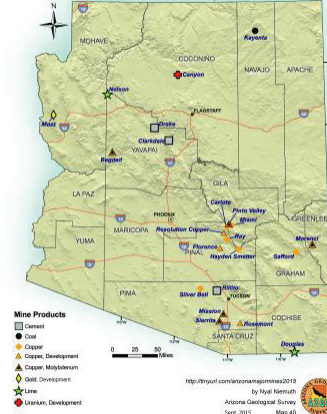 N
MOHAVE
COCONINO
NAVAJO
APACHE
Kayenta
Canyon
Nelson
FLAGSTAFF
Moss
Drake
Clarkdale
YAVAPAI
Bagdad
LA PAZ
GILA
Carlota
Pinto Valley
Miami
PHOENIX
MARICOPA
Resolution Copper
Ray
GREENLEE
YUMA
Florence
Morenci
PINAL
Hayden Smelter
Safford
GRAHAM
PIMA
Silver Bell
Rillito
TUCSON
Mission
Sierrita
Rosemont
COCHISE
SANTA CRUZ
Douglas
Mine Products
Cement
Coal
Copper
Copper, Development
Copper, Molybdenum
Gold, Development
Lime
Uranium, Development
0 25 50
Miles
http://tinyurl.com/arizonamajormines2015
by Nyal Niemuth
Arizona Geological Survey
Sept. 2015 Map 40